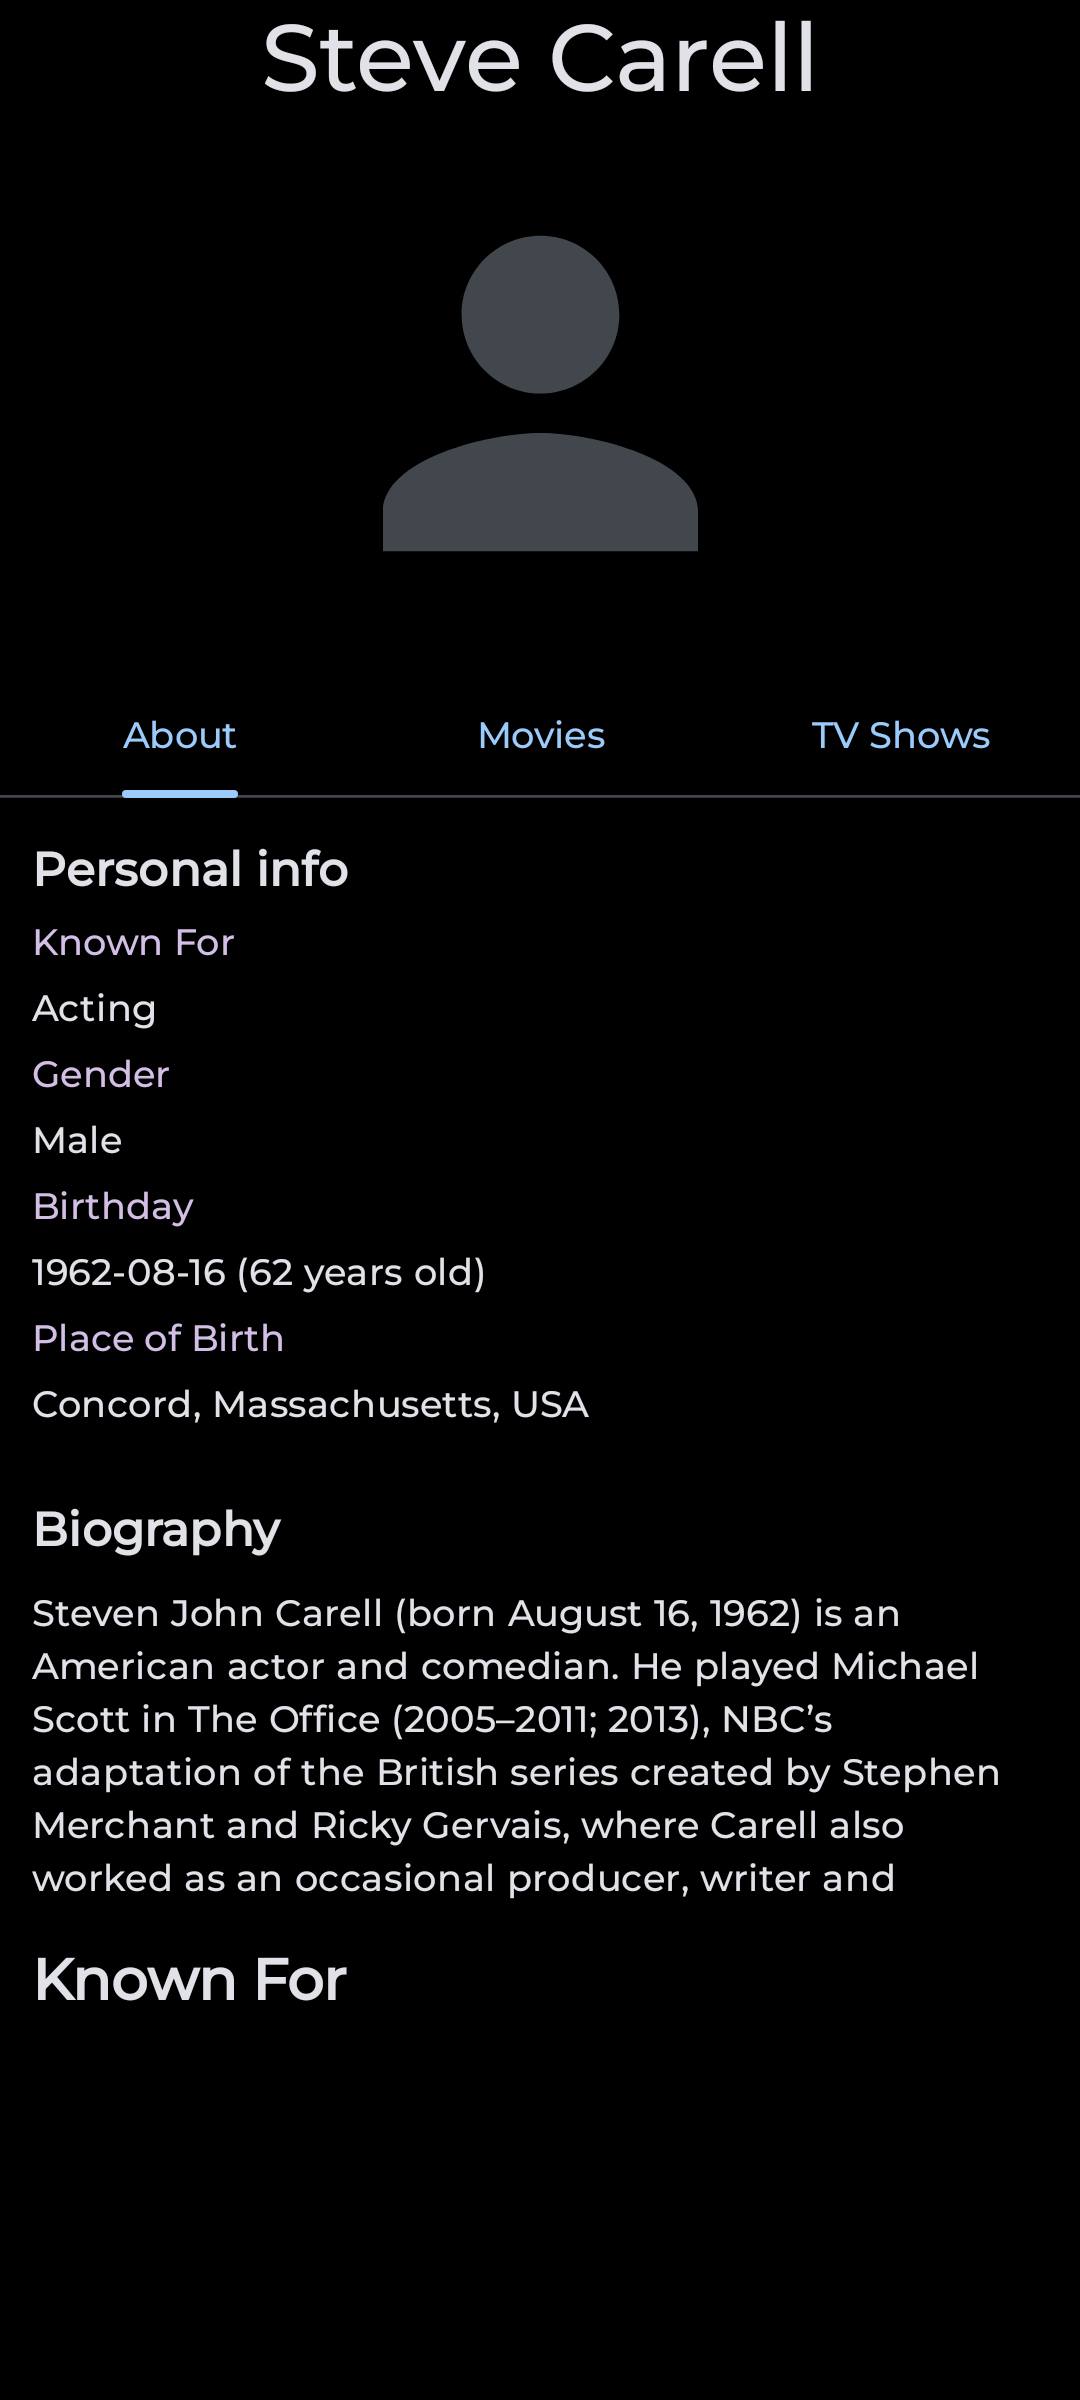 Steve Carell
About Movies TV Shows
Personal info
Known For
Acting
Gender
Male
Birthday
1962-08-16 (62 years old)
Place of Birth
Concord, Massachusetts, USA
Biography
Steven John Carell (born August 16, 1962) is an
American actor and comedian. He played Michael
Scott in The Office (2005–2011; 2013), NBC’s
adaptation of the British series created by Stephen
Merchant and Ricky Gervais, where Carell also
worked as an occasional producer, writer and
Known For